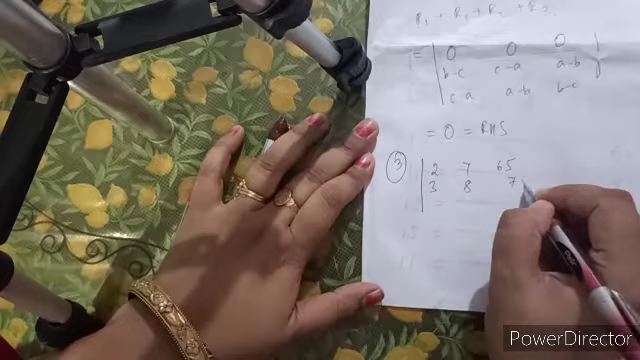 R₁ → R₁ + R₂ + R₃
= | 0 0 0 |
b-c c-a a-b
c-a a-b b-c
= 0 = RHS
③ | 2 7 65
3 8 7
PowerDirector